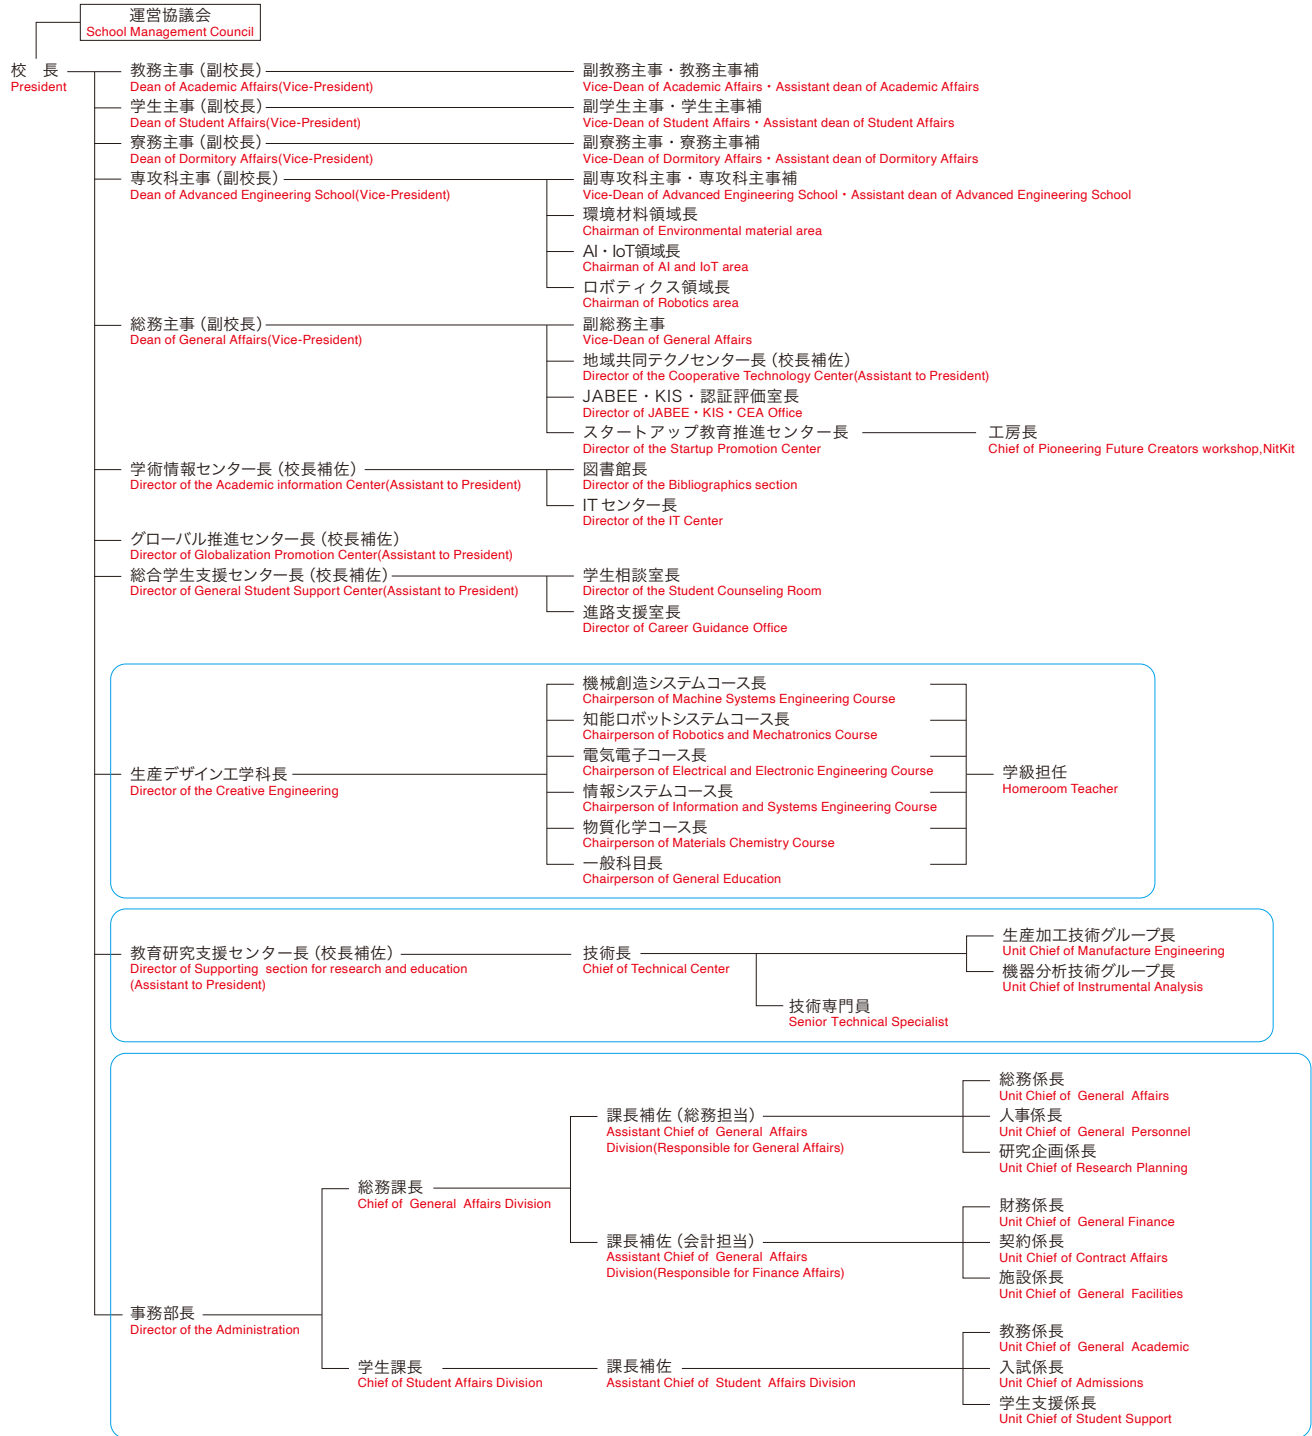 運営協議会
School Management Council
校　長
President
教務主事（副校長）
Dean of Academic Affairs(Vice-President)
副教務主事・教務主事補
Vice-Dean of Academic Affairs・Assistant dean of Academic Affairs
学生主事（副校長）
Dean of Student Affairs(Vice-President)
副学生主事・学生主事補
Vice-Dean of Student Affairs・Assistant dean of Student Affairs
寮務主事（副校長）
Dean of Dormitory Affairs(Vice-President)
副寮務主事・寮務主事補
Vice-Dean of Dormitory Affairs・Assistant dean of Dormitory Affairs
専攻科主事（副校長）
Dean of Advanced Engineering School(Vice-President)
副専攻科主事・専攻科主事補
Vice-Dean of Advanced Engineering School・Assistant dean of Advanced Engineering School
環境材料領域長
Chairman of Environmental material area
AI・IoT領域長
Chairman of AI and IoT area
ロボティクス領域長
Chairman of Robotics area
総務主事（副校長）
Dean of General Affairs(Vice-President)
副総務主事
Vice-Dean of General Affairs
地域共同テクノセンター長（校長補佐）
Director of the Cooperative Technology Center(Assistant to President)
JABEE・KIS・認証評価室長
Director of JABEE・KIS・CEA Office
スタートアップ教育推進センター長
Director of the Startup Promotion Center
工房長
Chief of Pioneering Future Creators workshop,NitKit
学術情報センター長（校長補佐）
Director of the Academic information Center(Assistant to President)
図書館長
Director of the Bibliographics section
IT センター長
Director of the IT Center
グローバル推進センター長（校長補佐）
Director of Globalization Promotion Center(Assistant to President)
総合学生支援センター長（校長補佐）
Director of General Student Support Center(Assistant to President)
学生相談室長
Director of the Student Counseling Room
進路支援室長
Director of Career Guidance Office
生産デザイン工学科長
Director of the Creative Engineering
機械創造システムコース長
Chairperson of Machine Systems Engineering Course
知能ロボットシステムコース長
Chairperson of Robotics and Mechatronics Course
電気電子コース長
Chairperson of Electrical and Electronic Engineering Course
情報システムコース長
Chairperson of Information and Systems Engineering Course
物質化学コース長
Chairperson of Materials Chemistry Course
一般科目長
Chairperson of General Education
学級担任
Homeroom Teacher
教育研究支援センター長（校長補佐）
Director of Supporting section for research and education
(Assistant to President)
技術長
Chief of Technical Center
生産加工技術グループ長
Unit Chief of Manufacture Engineering
機器分析技術グループ長
Unit Chief of Instrumental Analysis
技術専門員
Senior Technical Specialist
事務部長
Director of the Administration
総務課長
Chief of General Affairs Division
課長補佐（総務担当）
Assistant Chief of General Affairs
Division(Responsible for General Affairs)
総務係長
Unit Chief of General Affairs
人事係長
Unit Chief of General Personnel
研究企画係長
Unit Chief of Research Planning
課長補佐（会計担当）
Assistant Chief of General Affairs
Division(Responsible for Finance Affairs)
財務係長
Unit Chief of General Finance
契約係長
Unit Chief of Contract Affairs
施設係長
Unit Chief of General Facilities
学生課長
Chief of Student Affairs Division
課長補佐
Assistant Chief of Student Affairs Division
教務係長
Unit Chief of General Academic
入試係長
Unit Chief of Admissions
学生支援係長
Unit Chief of Student Support